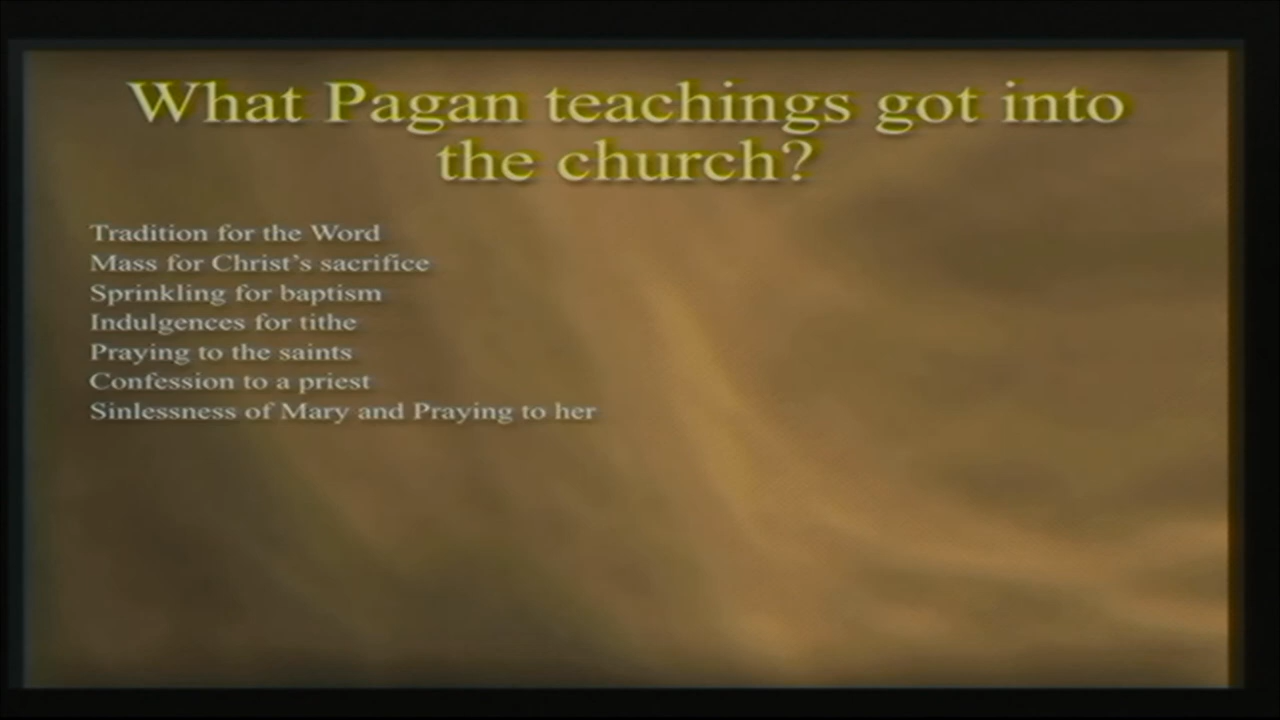 What Pagan teachings got into
the church?
Tradition for the Word
Mass for Christ's sacrifice
Sprinkling for baptism
Indulgences for tithe
Praying to the saints
Confession to a priest
Sinlessness of Mary and Praying to her